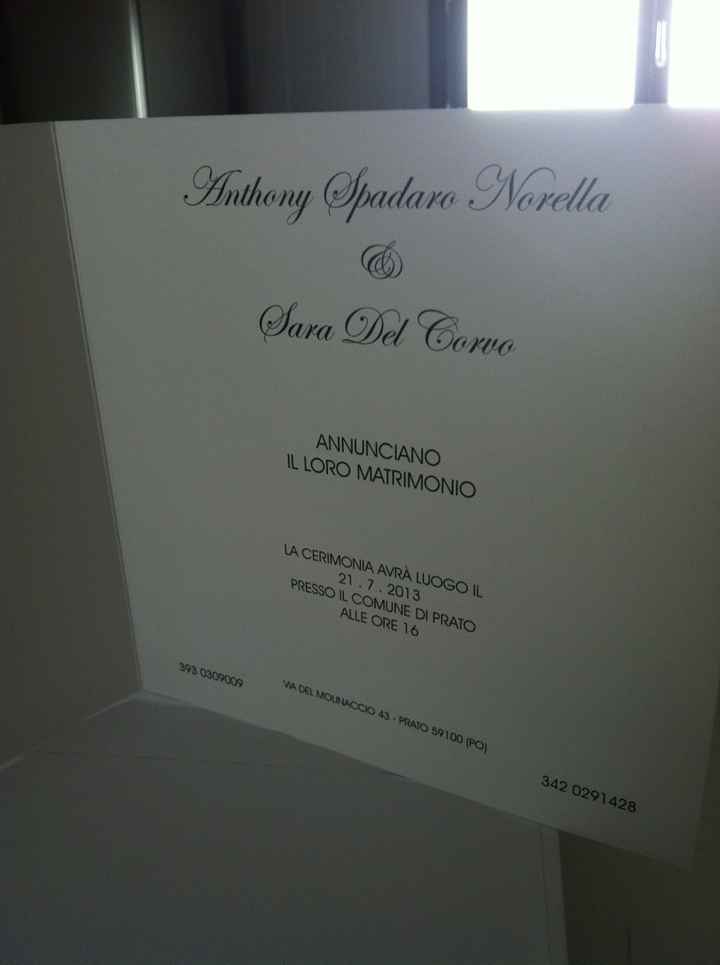 Anthony Spadaro Norella
&
Sara Del Corvo
ANNUNCIANO
IL LORO MATRIMONIO
LA CERIMONIA AVRÀ LUOGO IL
21 . 7 . 2013
PRESSO IL COMUNE DI PRATO
ALLE ORE 16
393 0309009
VIA DEL MOLINACCIO 43 - PRATO 59100 (PO)
342 0291428